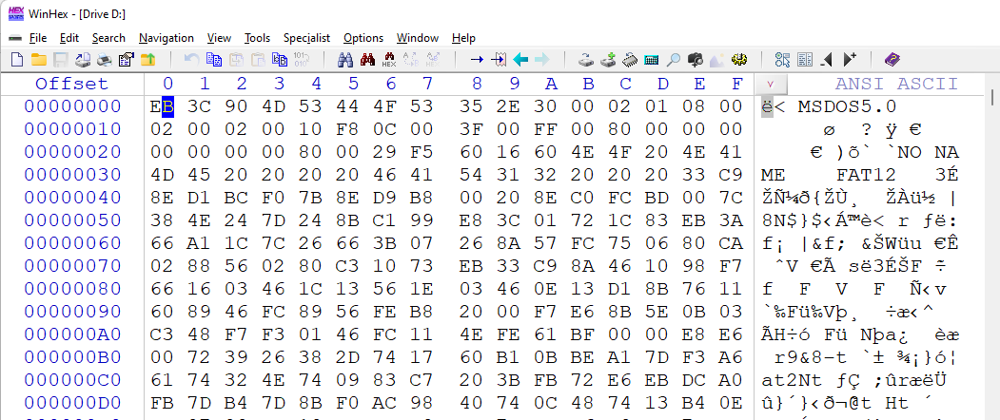 WinHex - [Drive D:]
File Edit Search Navigation View Tools Specialist Options Window Help
Offset 0 1 2 3 4 5 6 7 8 9 A B C D E F ANSI ASCII
00000000 EB 3C 90 4D 53 44 4F 53 35 2E 30 00 02 01 08 00 ë< MSDOS5.0
00000010 02 00 02 00 10 F8 0C 00 3F 00 FF 00 80 00 00 00 ø ? ÿ €
00000020 00 00 00 00 80 00 29 F5 60 16 60 4E 4F 20 4E 41 € )õ` `NO NA
00000030 4D 45 20 20 20 20 46 41 54 31 32 20 20 20 33 C9 ME FAT12 3É
00000040 8E D1 BC F0 7B 8E D9 B8 00 20 8E C0 FC BD 00 7C ŽÑ¼ð{ŽÙ¸ ŽÀü½ |
00000050 38 4E 24 7D 24 8B C1 99 E8 3C 01 72 1C 83 EB 3A 8N$}$‹Á™è< r ƒë:
00000060 66 A1 1C 7C 26 66 3B 07 26 8A 57 FC 75 06 80 CA f¡ |&f; &ŠWüu €Ê
00000070 02 88 56 02 80 C3 10 73 EB 33 C9 8A 46 10 98 F7 ˆV €Ã së3ÉŠF ÷
00000080 66 16 03 46 1C 13 56 1E 03 46 0E 13 D1 8B 76 11 f F V F Ñ‹v
00000090 60 89 46 FC 89 56 FE B8 20 00 F7 E6 8B 5E 0B 03 `‰Fü‰Vþ¸ ÷æ‹^
000000A0 C3 48 F7 F3 01 46 FC 11 4E FE 61 BF 00 00 E8 E6 ÃH÷ó Fü Nþa¿ èæ
000000B0 00 72 39 26 38 2D 74 17 60 B1 0B BE A1 7D F3 A6 r9&8-t `± ¾¡}ó¦
000000C0 61 74 32 4E 74 09 83 C7 20 3B FB 72 E6 EB DC A0 at2Nt ƒÇ ;ûræëÜ
000000D0 FB 7D B4 7D 8B F0 AC 98 40 74 0C 48 74 13 B4 0E û}´}‹ð¬˜@t Ht ´